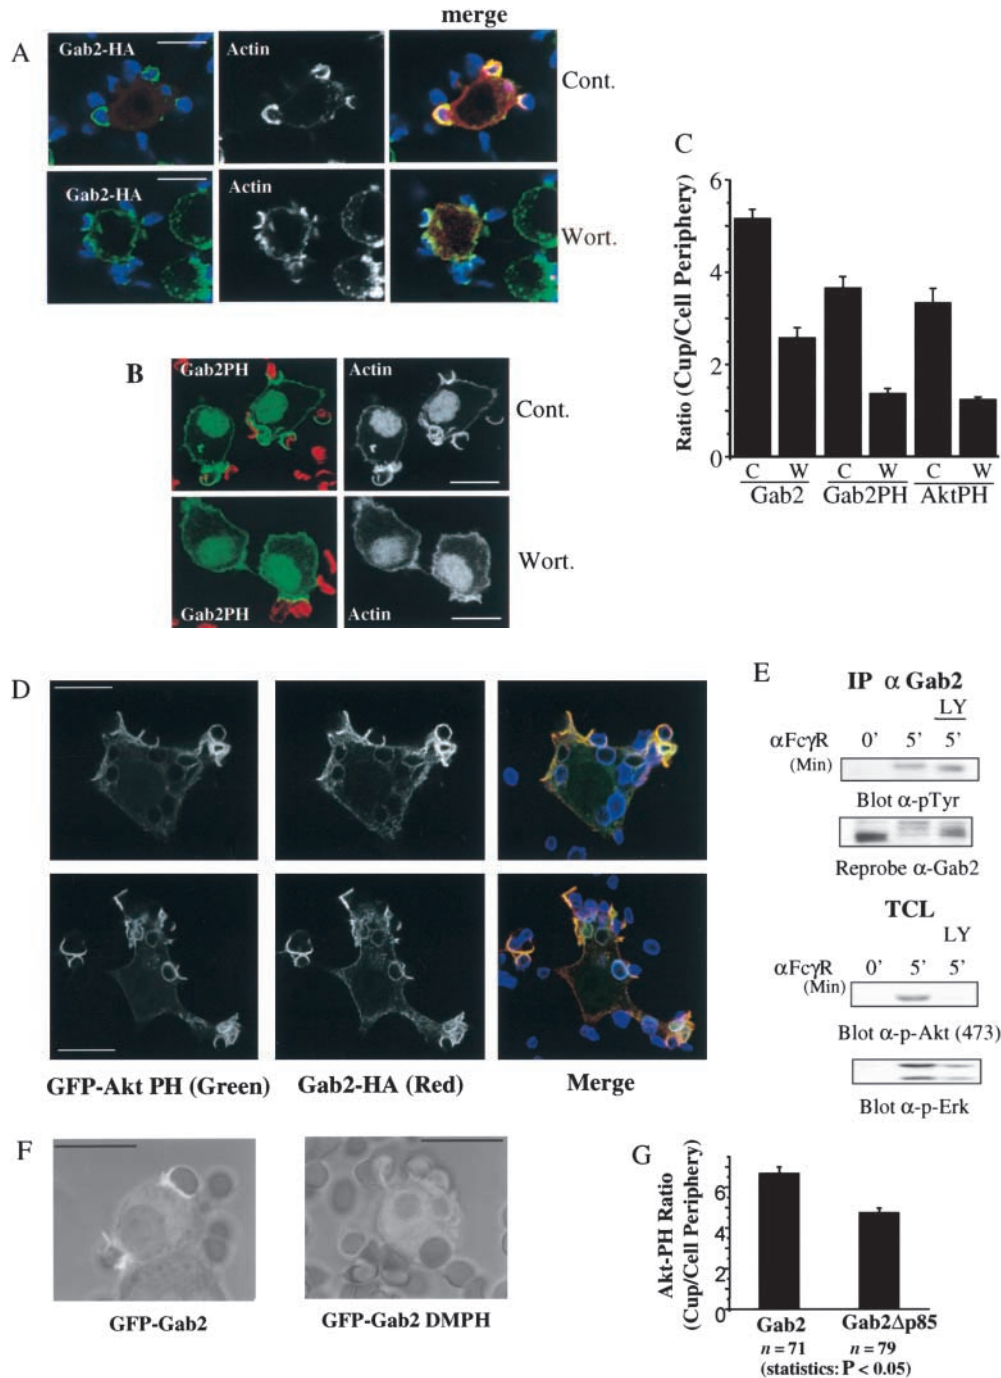 merge
A
Gab2-HA
Actin
Cont.
Gab2-HA
Actin
Wort.
B
Gab2PH
Actin
Cont.
Gab2PH
Actin
Wort.
C
Ratio (Cup/Cell Periphery)
6
4
2
0
C W C W C W
Gab2 Gab2PH AktPH
D
GFP-Akt PH (Green) Gab2-HA (Red) Merge
E
IP α Gab2
LY
αFcγR 0' 5' 5'
(Min)
Blot α-pTyr
Reprobe α-Gab2
TCL
LY
αFcγR 0' 5' 5'
(Min)
Blot α-p-Akt (473)
Blot α-p-Erk
F
GFP-Gab2 GFP-Gab2 DMPH
G
Akt-PH Ratio
(Cup/Cell Periphery)
6
4
2
0
Gab2 Gab2Δp85
n = 71 n = 79
(statistics: P < 0.05)